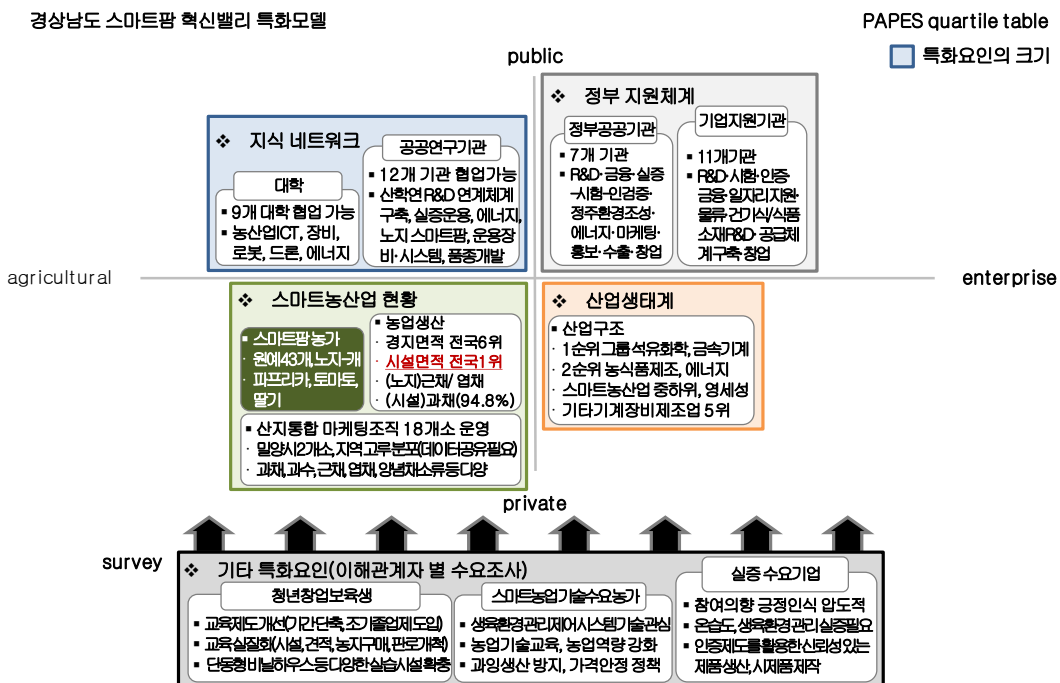 경상남도 스마트팜 혁신밸리 특화모델
PAPES quartile table
특화요인의 크기
public
❖ 지식 네트워크
대학
▪ 9개 대학 협업 가능
▪ 농산업ICT, 장비,
로봇, 드론, 에너지
공공연구기관
▪ 12개 기관 협업가능
▪ 산학연 R&D 연계체계
구축, 실증운용, 에너지,
노지 스마트팜, 운용장
비·시스템, 품종개발
❖ 정부 지원체계
정부공공기관
▪ 7개 기관
▪ R&D· 금융· 실증
-시험-인검증·
정주환경조성·
에너지· 마케팅·
홍보· 수출· 창업
기업지원기관
▪ 11개기관
▪ R&D· 시험· 인증·
금융· 일자리지원·
물류· 건기식/식품
소재R&D· 공급체
계구축· 창업
agricultural
enterprise
❖ 스마트농산업 현황
▪ 스마트팜 농가
· 원예43개, 노지-개
· 파프리카, 토마토,
딸기
▪ 농업생산
· 경지면적 전국6위
· 시설면적 전국1위
· (노지)근채/ 엽채
· (시설)과채(94.8%)
▪ 산지통합 마케팅조직 18개소 운영
· 밀양시2개소, 지역 고루 분포(데이터공유필요)
· 과채, 과수, 근채, 엽채, 양념채소류 등 다양
❖ 산업생태계
▪ 산업구조
· 1순위 그룹 석유화학, 금속기계
· 2순위 농식품제조, 에너지
· 스마트농산업 중하위, 영세성
· 기타기계장비제조업 5위
private
survey
❖ 기타 특화요인(이해관계자 별 수요조사)
청년창업보육생
▪ 교육제도개선(기간단축, 조기졸업제 도입)
▪ 교육 실질회(시설, 견적, 농지구매, 판로개척)
▪ 단동형 비닐하우스 등 다양한 실습시설 확충
스마트농업기술수요농가
▪ 생육환경관리제어시스템기술관심
▪ 농업기술교육, 농업역량 강화
▪ 과잉생산 방지, 가격안정 정책
실증 수요기업
▪ 참여의향 긍정인식 압도적
▪ 온습도, 생육환경 관리 실증필요
▪ 인증제도를 활용한 신뢰성 있는
제품 생산, 시제품 제작